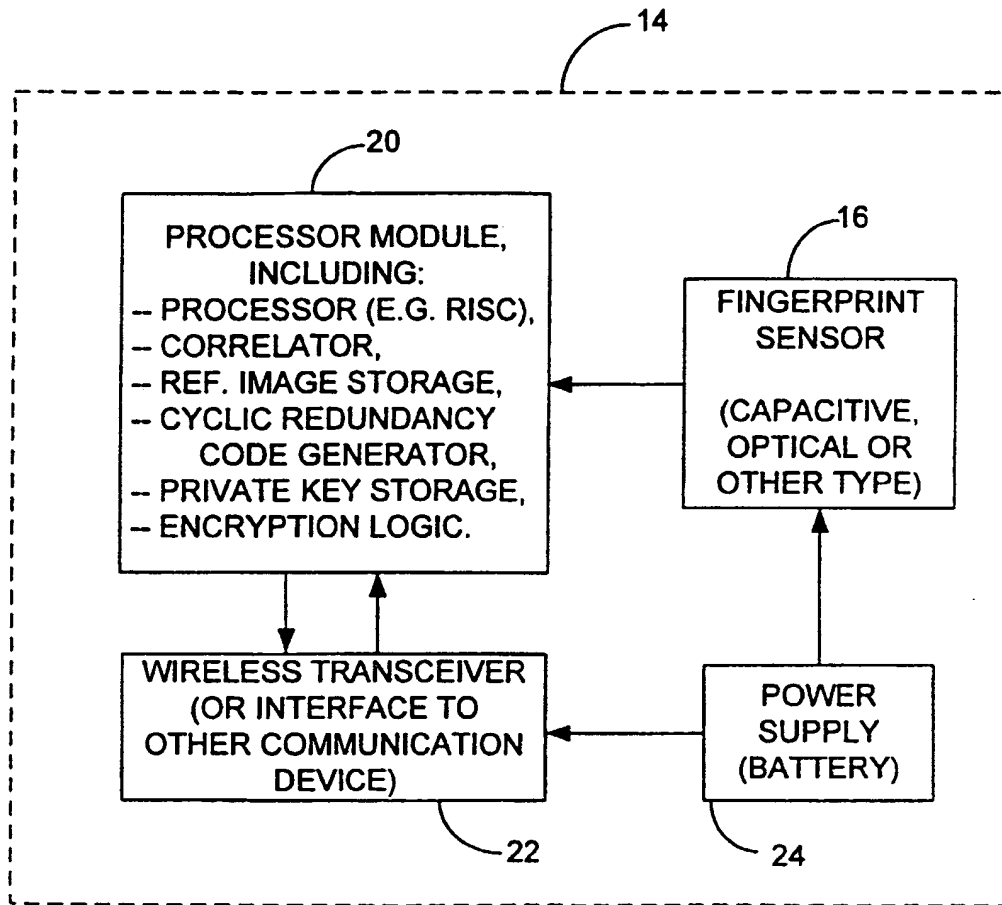 14
20
PROCESSOR MODULE,
INCLUDING:
-- PROCESSOR (E.G. RISC),
-- CORRELATOR,
-- REF. IMAGE STORAGE,
-- CYCLIC REDUNDANCY
CODE GENERATOR,
-- PRIVATE KEY STORAGE,
-- ENCRYPTION LOGIC.
16
FINGERPRINT
SENSOR
(CAPACITIVE,
OPTICAL OR
OTHER TYPE)
WIRELESS TRANSCEIVER
(OR INTERFACE TO
OTHER COMMUNICATION
DEVICE)
22
POWER
SUPPLY
(BATTERY)
24